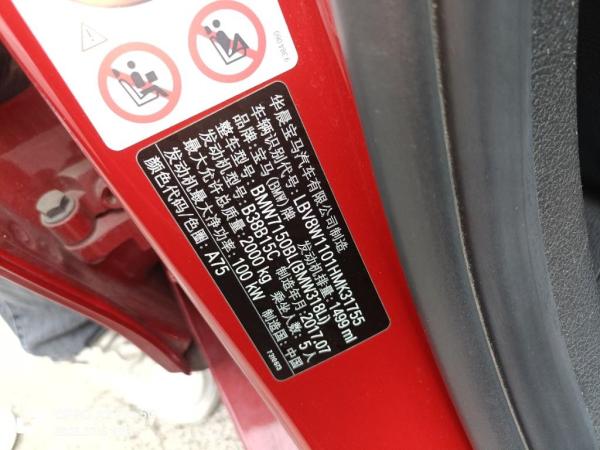 9384060
华晨宝马汽车有限公司制造
车辆识别代号: LBV8W1101HMK31755
品牌: 宝马(BMW)牌 发动机排量: 1499 ml
整车型号: BMW7150BL(BMW318Li) 制造年月: 2017.07
发动机型号: B38B15C 乘坐人数: 5 人
最大允许总质量: 2000 kg 制造国: 中国
发动机最大净功率: 100 kW
颜色代码/色圈: A75